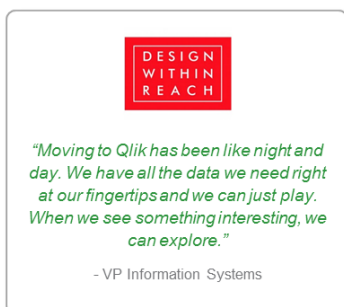 DESIGN
WITHIN
REACH
“Moving to Qlik has been like night and
day. We have all the data we need right
at our fingertips and we can just play.
When we see something interesting, we
can explore.”
- VP Information Systems